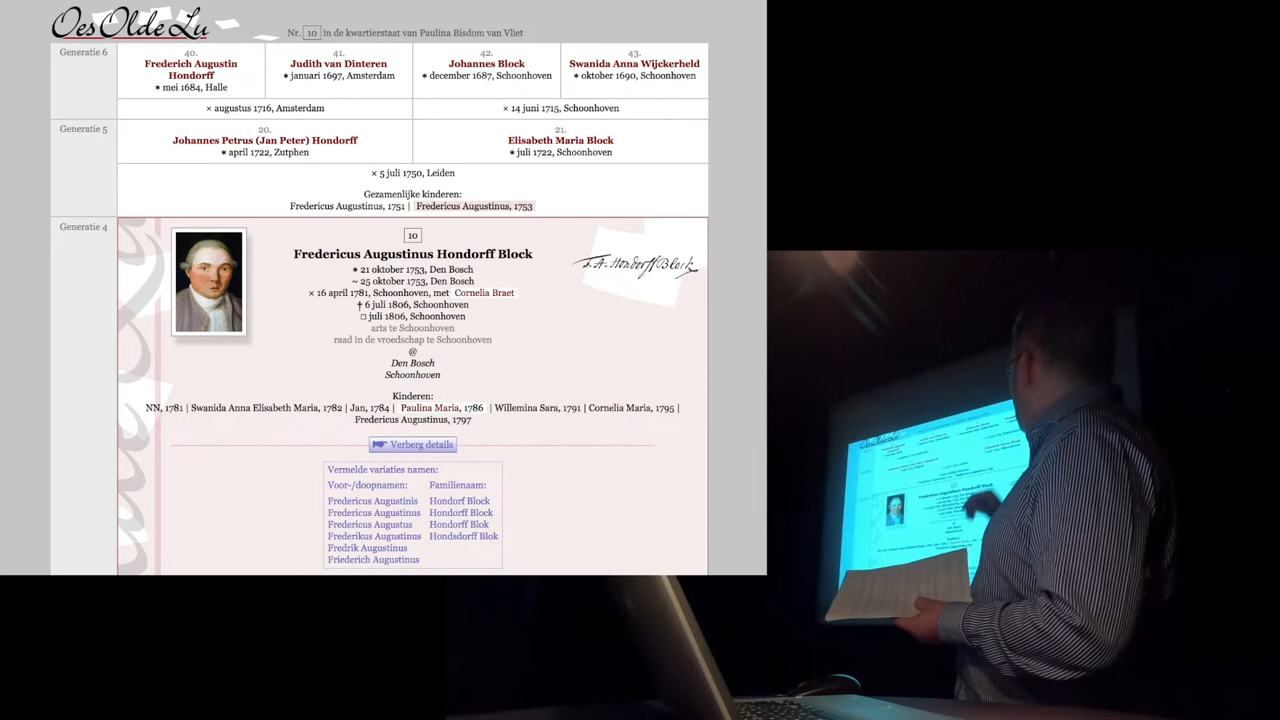 Oes Olde Lu
Nr. 10 in de kwartierstaat van Paulina Bisdom van Vliet
Generatie 6
40.
Frederich Augustin
Hondorff
* mei 1684, Halle
41.
Judith van Dinteren
* januari 1697, Amsterdam
42.
Johannes Block
* december 1687, Schoonhoven
43.
Swanida Anna Wijckerheld
* oktober 1690, Schoonhoven
× augustus 1716, Amsterdam
× 14 juni 1715, Schoonhoven
Generatie 5
20.
Johannes Petrus (Jan Peter) Hondorff
* april 1722, Zutphen
21.
Elisabeth Maria Block
* juli 1722, Schoonhoven
× 5 juli 1750, Leiden
Gezamenlijke kinderen:
Fredericus Augustinus, 1751 | Fredericus Augustinus, 1753
Generatie 4
10
Fredericus Augustinus Hondorff Block
* 21 oktober 1753, Den Bosch
~ 25 oktober 1753, Den Bosch
× 16 april 1781, Schoonhoven, met Cornelia Braet
† 6 juli 1806, Schoonhoven
□ juli 1806, Schoonhoven
arts te Schoonhoven
raad in de vroedschap te Schoonhoven
@
Den Bosch
Schoonhoven
F. A. Hondorff Block
Kinderen:
NN, 1781 | Swanida Anna Elisabeth Maria, 1782 | Jan, 1784 | Paulina Maria, 1786 | Willemina Sara, 1791 | Cornelia Maria, 1795 |
Fredericus Augustinus, 1797
Verberg details
Vermelde variaties namen:
Voor-/doopnamen: Familienaam:
Fredericus Augustinis Hondorf Block
Fredericus Augustinus Hondorff Block
Fredericus Augustus Hondorff Blok
Frederikus Augustinus Hondsdorff Blok
Fredrik Augustinus
Friederich Augustinus